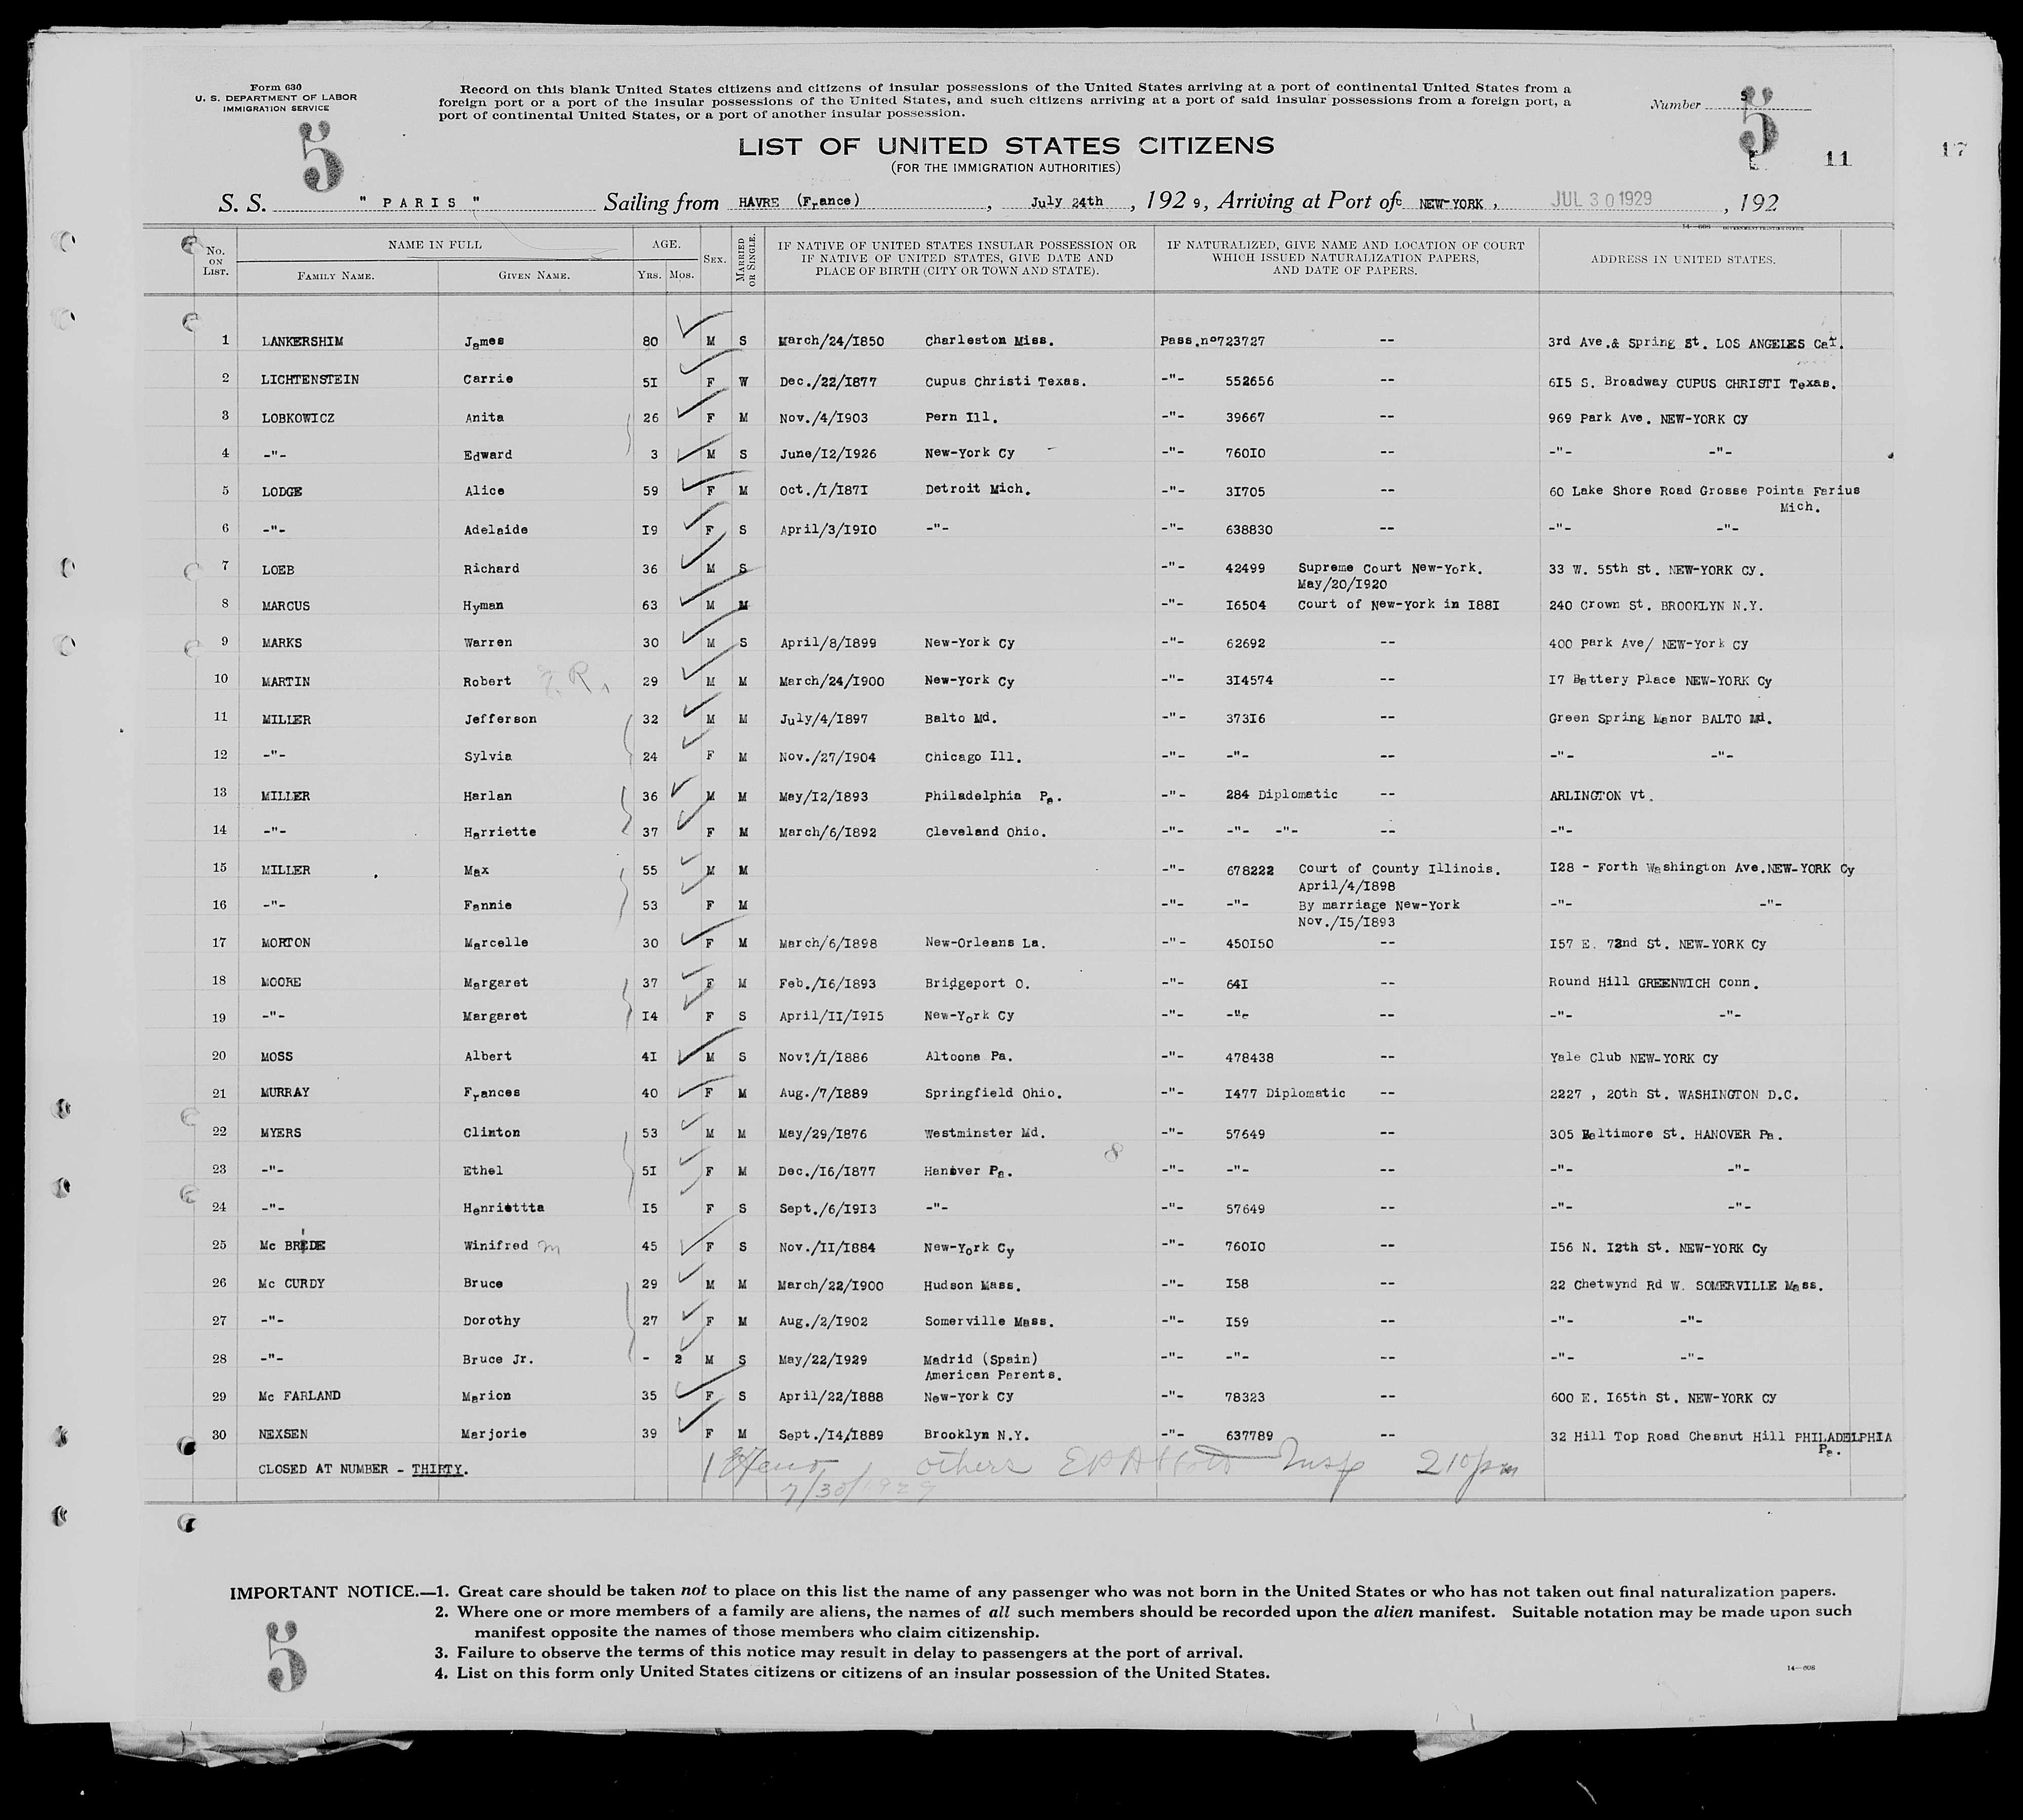 Form 630
U. S. DEPARTMENT OF LABOR
IMMIGRATION SERVICE
Record on this blank United States citizens and citizens of insular possessions of the United States arriving at a port of continental United States from a
foreign port or a port of the insular possessions of the United States, and such citizens arriving at a port of said insular possessions from a foreign port, a
port of continental United States, or a port of another insular possession.
Number 5
5 5
11 17
LIST OF UNITED STATES CITIZENS
(FOR THE IMMIGRATION AUTHORITIES)
S. S. " PARIS " Sailing from HAVRE (France), July 24th, 1929, Arriving at Port of NEW-YORK, JUL 30 1929, 192
14—608 GOVERNMENT PRINTING OFFICE
No. ON LIST. NAME IN FULL FAMILY NAME. GIVEN NAME. AGE. YRS. MOS. SEX. MARRIED OR SINGLE. IF NATIVE OF UNITED STATES INSULAR POSSESSION OR IF NATIVE OF UNITED STATES, GIVE DATE AND PLACE OF BIRTH (CITY OR TOWN AND STATE). IF NATURALIZED, GIVE NAME AND LOCATION OF COURT WHICH ISSUED NATURALIZATION PAPERS, AND DATE OF PAPERS. ADDRESS IN UNITED STATES.
1 LANKERSHIM James 80 M S March/24/1850 Charleston Miss. Pass.nº723727 -- 3rd Ave.& Spring St. LOS ANGELES Cal.
2 LICHTENSTEIN Carrie 51 F W Dec./22/1877 Cupus Christi Texas. -"- 552656 -- 615 S. Broadway CUPUS CHRISTI Texas.
3 LOBKOWICZ Anita 26 F M Nov./4/1903 Pern Ill. -"- 39667 -- 969 Park Ave. NEW-YORK Cy
4 -"- Edward 3 M S June/12/1926 New-York Cy -"- 76010 -- -"- -"-
5 LODGE Alice 59 F M Oct./1/1871 Detroit Mich. -"- 31705 -- 60 Lake Shore Road Grosse Pointa Farius
Mich.
6 -"- Adelaide 19 F S April/3/1910 -"- -"- 638830 -- -"- -"-
7 LOEB Richard 36 M S -"- 42499 Supreme Court New-York. 33 W. 55th St. NEW-YORK Cy.
May/20/1920
8 MARCUS Hyman 63 M M -"- 16504 Court of New-York in 1881 240 Crown St. BROOKLYN N.Y.
9 MARKS Warren 30 M S April/8/1899 New-York Cy -"- 62692 -- 400 Park Ave/ NEW-York Cy
10 MARTIN Robert 29 M M March/24/1900 New-York Cy -"- 314574 -- 17 Battery Place NEW-YORK Cy
11 MILLER Jefferson 32 M M July/4/1897 Balto Md. -"- 37316 -- Green Spring Manor BALTO Md.
12 -"- Sylvia 24 F M Nov./27/1904 Chicago Ill. -"- -"- -- -"- -"-
13 MILLER Harlan 36 M M May/12/1893 Philadelphia Pa. -"- 284 Diplomatic -- ARLINGTON Vt.
14 -"- Harriette 37 F M March/6/1892 Cleveland Ohio. -"- -"- -"- -- -"-
15 MILLER Max 55 M M -"- 678222 Court of County Illinois. 128 - Forth Washington Ave.NEW-YORK Cy
April/4/1898
16 -"- Fannie 53 F M -"- -"- By marriage New-York -"- -"-
Nov./15/1893
17 MORTON Marcelle 30 F M March/6/1898 New-Orleans La. -"- 450150 -- 157 E. 72nd St. NEW-YORK Cy
18 MOORE Margaret 37 F M Feb./16/1893 Bridgeport O. -"- 641 -- Round Hill GREENWICH Conn.
19 -"- Margaret 14 F S April/11/1915 New-York Cy -"- -"- -- -"- -"-
20 MOSS Albert 41 M S Nov./1/1886 Altoona Pa. -"- 478438 -- Yale Club NEW-YORK Cy
21 MURRAY Frances 40 F M Aug./7/1889 Springfield Ohio. -"- 1477 Diplomatic -- 2227 , 20th St. WASHINGTON D.C.
22 MYERS Clinton 53 M M May/29/1876 Westminster Md. -"- 57649 -- 305 Baltimore St. HANOVER Pa.
23 -"- Ethel 51 F M Dec./16/1877 Hanover Pa. 8 -"- -"- -- -"- -"-
24 -"- Henriettta 15 F S Sept./6/1913 -"- -"- 57649 -- -"- -"-
25 Mc BRIDE Winifred M 45 F S Nov./11/1884 New-York Cy -"- 76010 -- 156 N. 12th St. NEW-YORK Cy
26 Mc CURDY Bruce 29 M M March/22/1900 Hudson Mass. -"- 158 -- 22 Chetwynd Rd W. SOMERVILLE Mass.
27 -"- Dorothy 27 F M Aug./2/1902 Somerville Mass. -"- 159 -- -"- -"-
28 -"- Bruce Jr. - 2 M S May/22/1929 Madrid (Spain) -"- -"- -- -"- -"-
American Parents.
29 Mc FARLAND Marion 35 F S April/22/1888 New-York Cy -"- 78323 -- 600 E. 165th St. NEW-YORK Cy
30 NEXSEN Marjorie 39 F M Sept./14/1889 Brooklyn N.Y. -"- 637789 -- 32 Hill Top Road Chesnut Hill PHILADELPHIA
Pa.
CLOSED AT NUMBER - THIRTY. others Insp 210 pm
7/30/1929
IMPORTANT NOTICE.—1. Great care should be taken not to place on this list the name of any passenger who was not born in the United States or who has not taken out final naturalization papers.
2. Where one or more members of a family are aliens, the names of all such members should be recorded upon the alien manifest. Suitable notation may be made upon such
manifest opposite the names of those members who claim citizenship.
3. Failure to observe the terms of this notice may result in delay to passengers at the port of arrival.
4. List on this form only United States citizens or citizens of an insular possession of the United States.
5
14—608